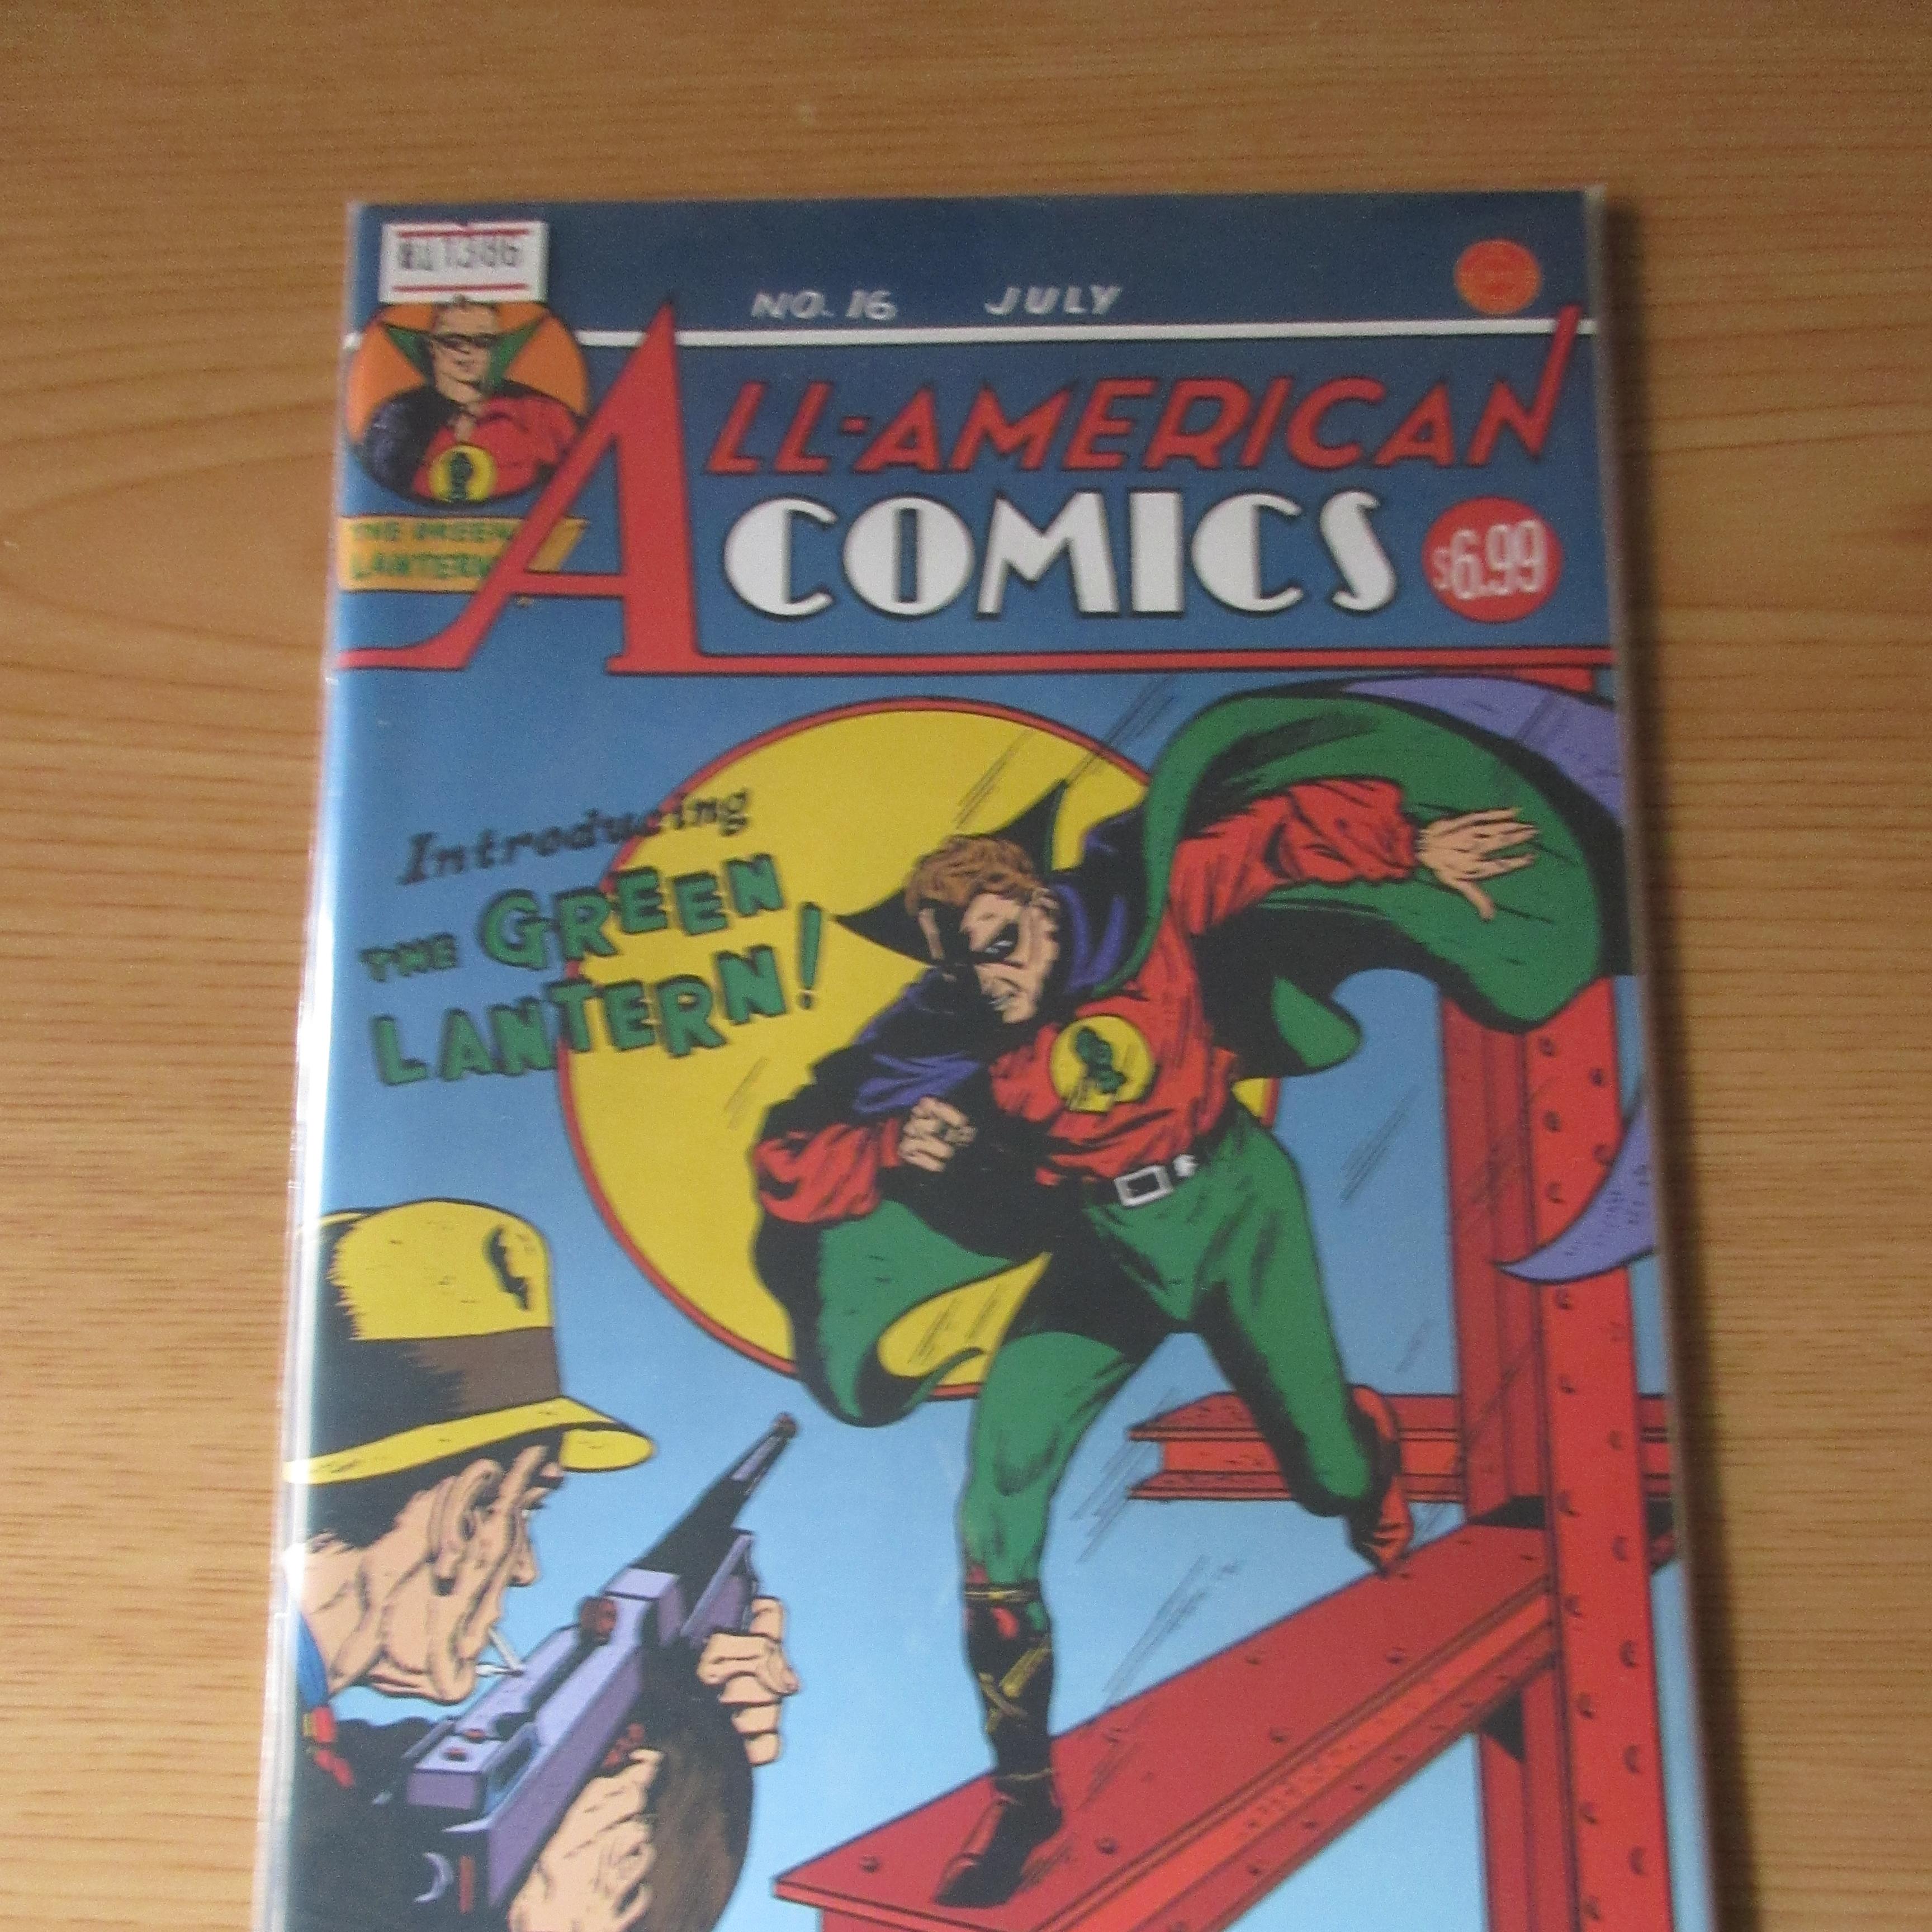 NO. 16 JULY
THE GREEN
LANTERN
ALL-AMERICAN
COMICS
$6.99
Introducing
THE GREEN
LANTERN!